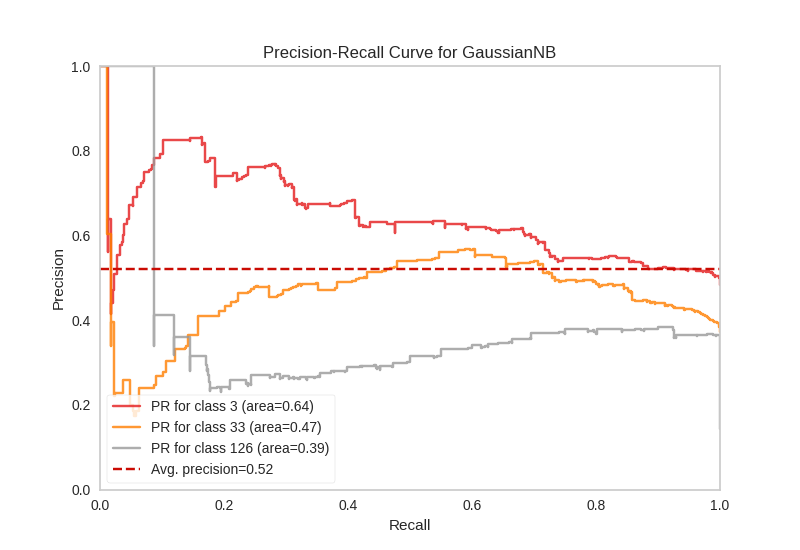 Precision-Recall Curve for GaussianNB
1.0
0.8
0.6
0.4
0.2
0.0
Precision
PR for class 3 (area=0.64)
PR for class 33 (area=0.47)
PR for class 126 (area=0.39)
Avg. precision=0.52
0.0 0.2 0.4 0.6 0.8 1.0
Recall